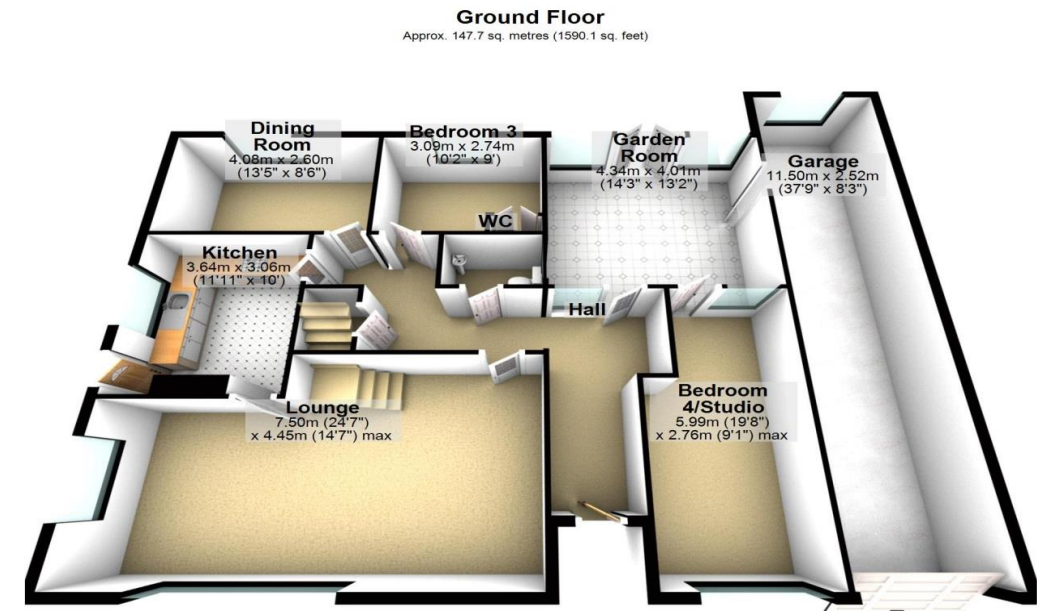 Ground Floor
Approx. 147.7 sq. metres (1590.1 sq. feet)
Dining
Room
4.08m x 2.60m
(13'5" x 8'6")
Bedroom 3
3.09m x 2.74m
(10'2" x 9')
Garden
Room
4.34m x 4.01m
(14'3" x 13'2")
Garage
11.50m x 2.52m
(37'9" x 8'3")
WC
Kitchen
3.64m x 3.06m
(11'11" x 10')
Hall
Lounge
7.50m (24'7")
x 4.45m (14'7") max
Bedroom
4/Studio
5.99m (19'8")
x 2.76m (9'1") max